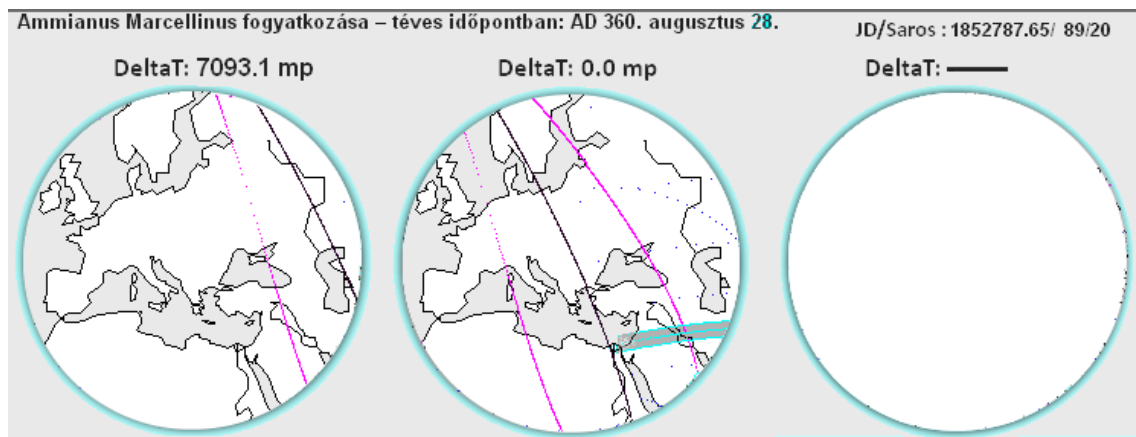 Ammianus Marcellinus fogyatkozása – téves időpontban: AD 360. augusztus 28.
JD/Saros : 1852787.65/ 89/20
DeltaT: 7093.1 mp
DeltaT: 0.0 mp
DeltaT: